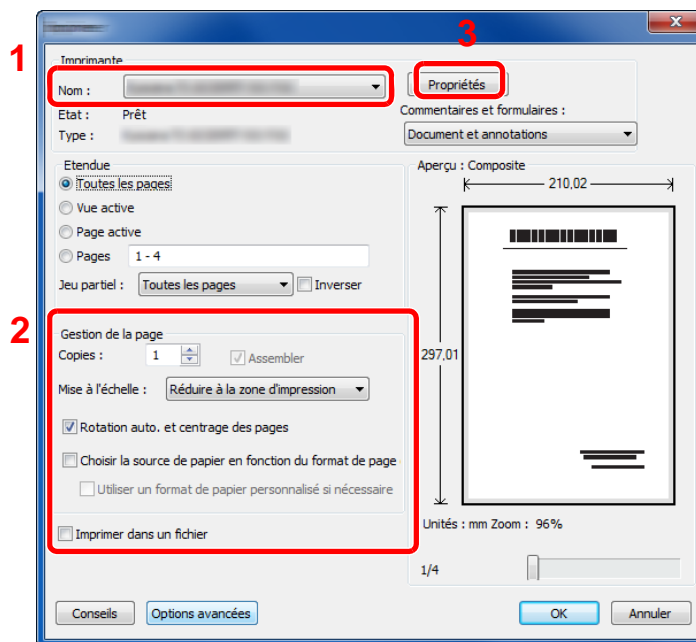 1
3
Imprimante
Nom :
Propriétés
Etat : Prêt
Commentaires et formulaires :
Type :
Document et annotations
Etendue
Toutes les pages
Vue active
Page active
Pages 1 - 4
Jeu partiel : Toutes les pages Inverser
2
Gestion de la page
Copies : 1 Assembler
Mise à l'échelle : Réduire à la zone d'impression
Rotation auto. et centrage des pages
Choisir la source de papier en fonction du format de page
Utiliser un format de papier personnalisé si nécessaire
Imprimer dans un fichier
Aperçu : Composite
210,02
297,01
Unités : mm Zoom : 96%
1/4
Conseils
Options avancées
OK
Annuler